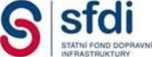 sfdi
STÁTNÍ FOND DOPRAVNÍ
INFRASTRUKTURY